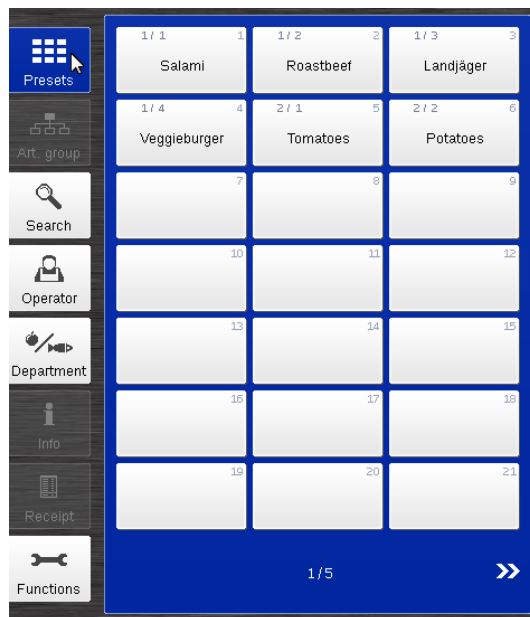 Presets
Art. group
Search
Operator
Department
Info
Receipt
Functions
1/ 1 1
Salami
1/ 2 2
Roastbeef
1/ 3 3
Landjäger
1/ 4 4
Veggieburger
2/ 1 5
Tomatoes
2/ 2 6
Potatoes
7
8
9
10
11
12
13
14
15
16
17
18
19
20
21
1/5